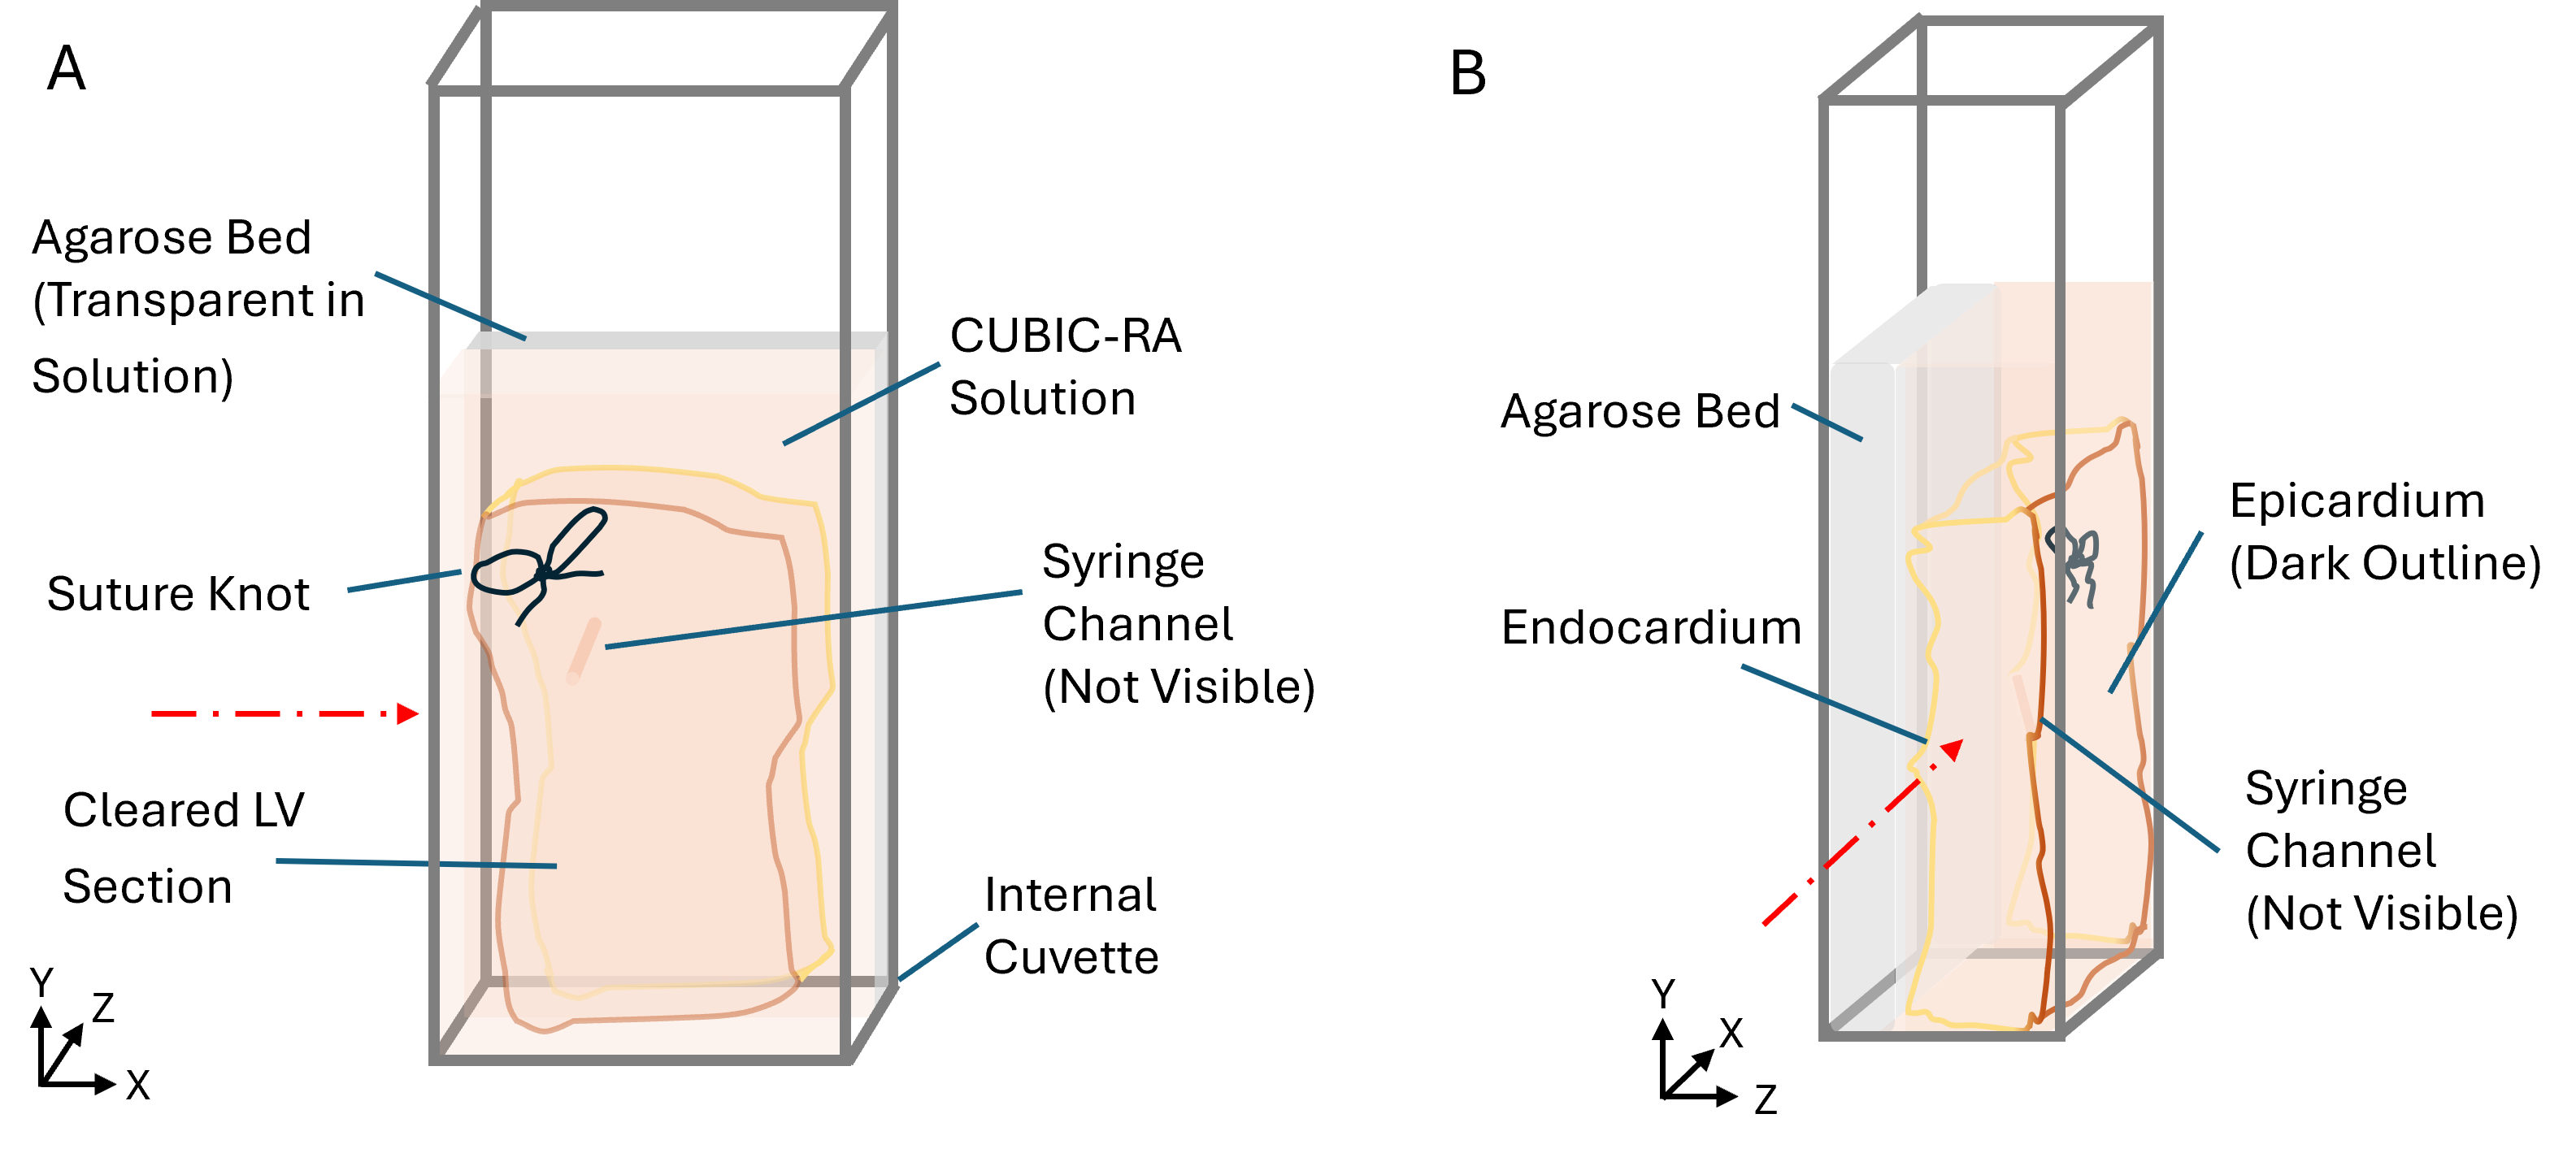 A
Agarose Bed
(Transparent in
Solution)
CUBIC-RA
Solution
Suture Knot
Syringe
Channel
(Not Visible)
Cleared LV
Section
Internal
Cuvette
Y
Z
X
B
Agarose Bed
Epicardium
(Dark Outline)
Endocardium
Syringe
Channel
(Not Visible)
Y
X
Z